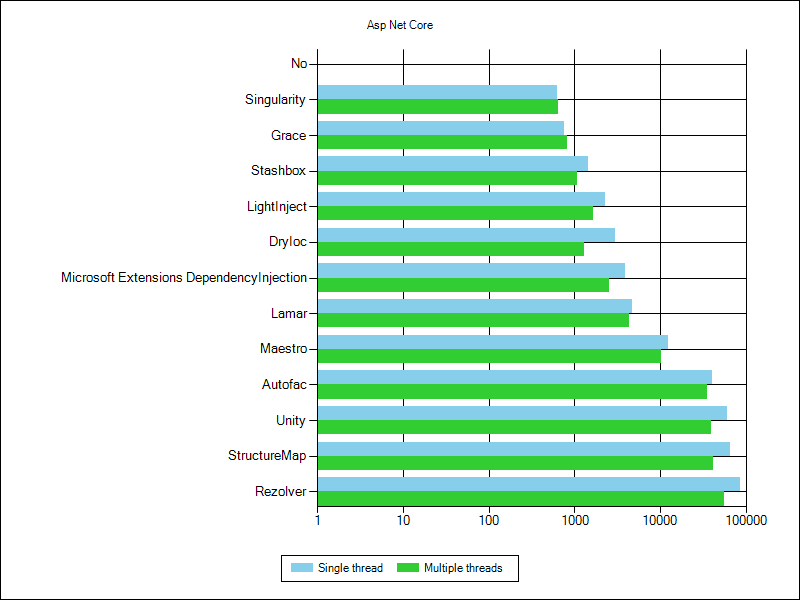 Asp Net Core
No
Singularity
Grace
Stashbox
LightInject
DryIoc
Microsoft Extensions DependencyInjection
Lamar
Maestro
Autofac
Unity
StructureMap
Rezolver
1 10 100 1000 10000 100000
Single thread Multiple threads